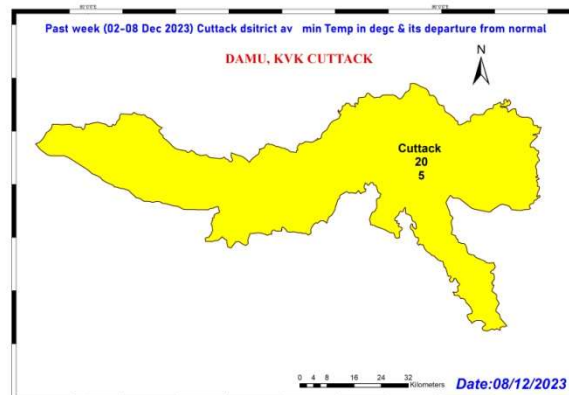 Past week (02-08 Dec 2023) Cuttack dsitrict av min Temp in degc & its departure from normal
DAMU, KVK CUTTACK
N
Cuttack
20
5
0 4 8 16 24 32
Kilometers
Date:08/12/2023